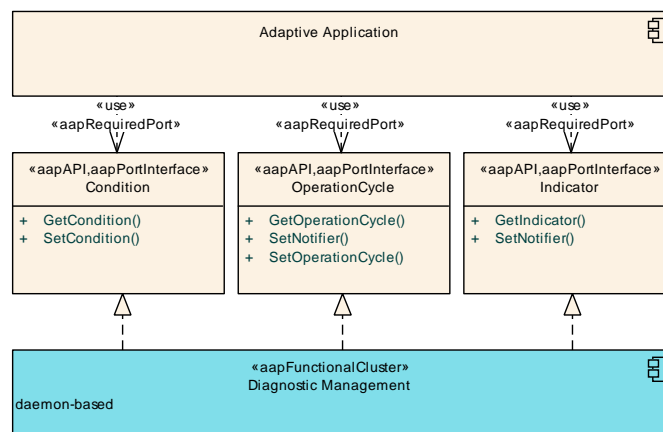 Adaptive Application
«use» «use» «use»
«aapRequiredPort» «aapRequiredPort» «aapRequiredPort»
«aapAPI,aapPortInterface»
Condition
+ GetCondition()
+ SetCondition()
«aapAPI,aapPortInterface»
OperationCycle
+ GetOperationCycle()
+ SetNotifier()
+ SetOperationCycle()
«aapAPI,aapPortInterface»
Indicator
+ GetIndicator()
+ SetNotifier()
«aapFunctionalCluster»
Diagnostic Management
daemon-based